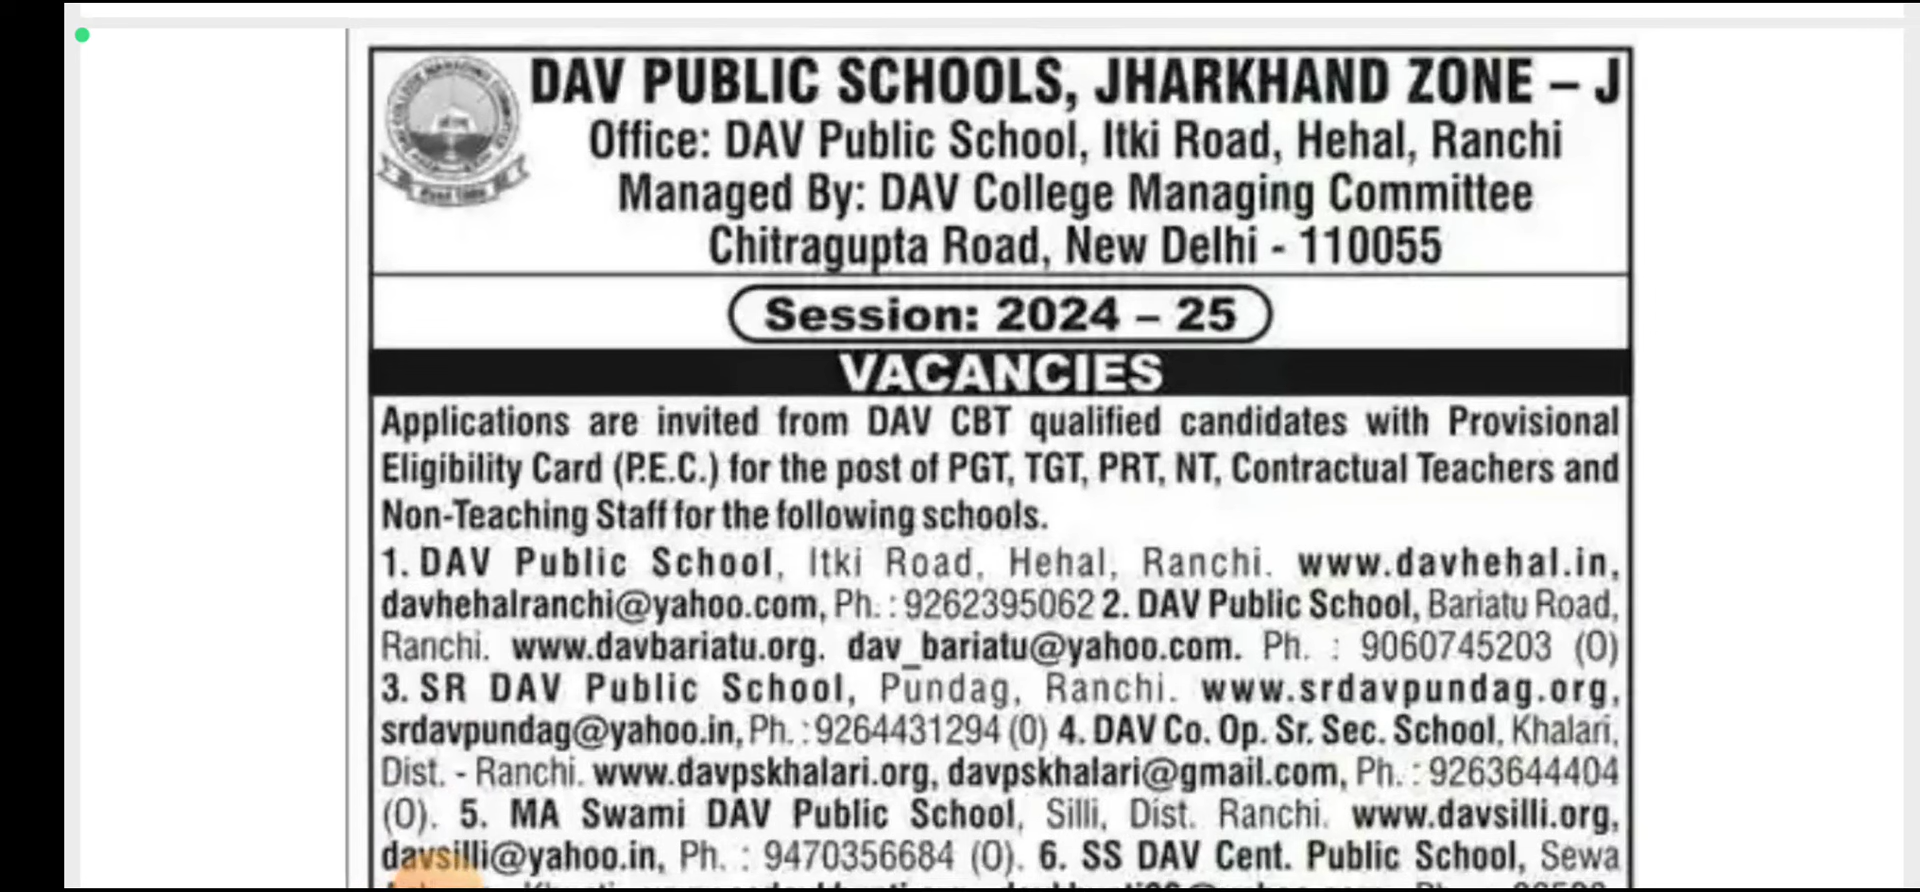 DAV PUBLIC SCHOOLS, JHARKHAND ZONE – J
Office: DAV Public School, Itki Road, Hehal, Ranchi
Managed By: DAV College Managing Committee
Chitragupta Road, New Delhi - 110055
Session: 2024 – 25
VACANCIES
Applications are invited from DAV CBT qualified candidates with Provisional
Eligibility Card (P.E.C.) for the post of PGT, TGT, PRT, NT, Contractual Teachers and
Non-Teaching Staff for the following schools.
1. DAV Public School, Itki Road, Hehal, Ranchi. www.davhehal.in,
davhehalranchi@yahoo.com, Ph. : 9262395062 2. DAV Public School, Bariatu Road,
Ranchi. www.davbariatu.org. dav_bariatu@yahoo.com. Ph. : 9060745203 (O)
3. SR DAV Public School, Pundag, Ranchi. www.srdavpundag.org,
srdavpundag@yahoo.in, Ph. : 9264431294 (O) 4. DAV Co. Op. Sr. Sec. School, Khalari,
Dist. - Ranchi. www.davpskhalari.org, davpskhalari@gmail.com, Ph. : 9263644404
(O). 5. MA Swami DAV Public School, Silli, Dist. Ranchi. www.davsilli.org,
davsilli@yahoo.in, Ph. : 9470356684 (O). 6. SS DAV Cent. Public School, Sewa